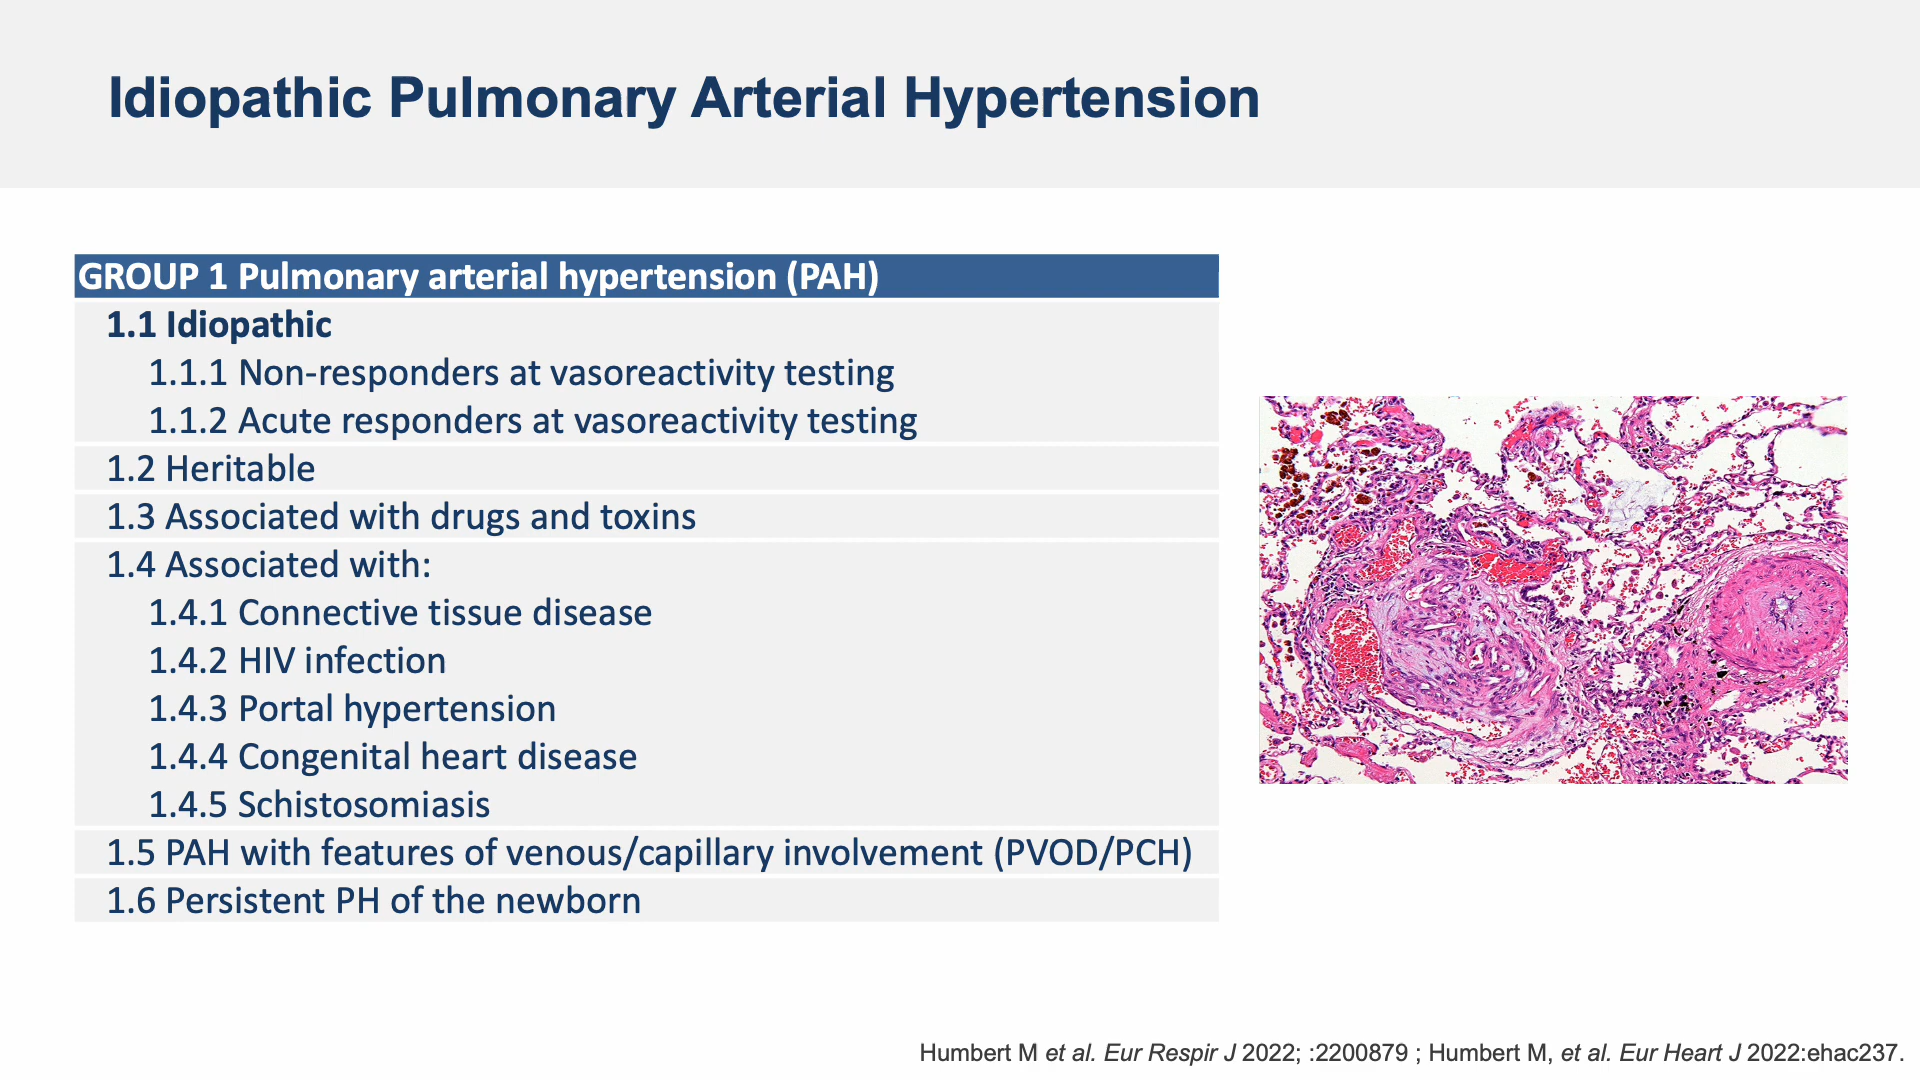 Idiopathic Pulmonary Arterial Hypertension
GROUP 1 Pulmonary arterial hypertension (PAH)
1.1 Idiopathic
1.1.1 Non-responders at vasoreactivity testing
1.1.2 Acute responders at vasoreactivity testing
1.2 Heritable
1.3 Associated with drugs and toxins
1.4 Associated with:
1.4.1 Connective tissue disease
1.4.2 HIV infection
1.4.3 Portal hypertension
1.4.4 Congenital heart disease
1.4.5 Schistosomiasis
1.5 PAH with features of venous/capillary involvement (PVOD/PCH)
1.6 Persistent PH of the newborn
Humbert M et al. Eur Respir J 2022; :2200879 ; Humbert M, et al. Eur Heart J 2022:ehac237.